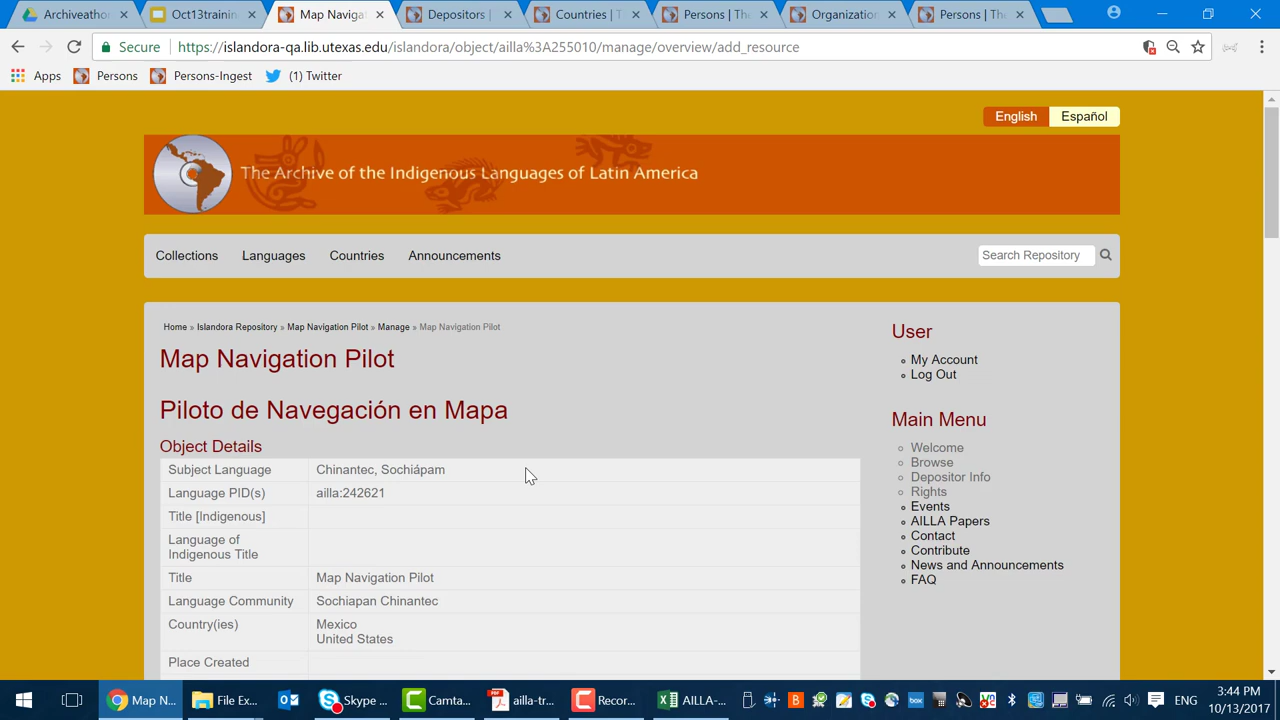 Archiveathon
Oct13trainin
Map Naviga
Depositors |
Countries | T
Persons | The
Organization
Persons | The
Secure
https://islandora-qa.lib.utexas.edu/islandora/object/ailla%3A255010/manage/overview/add_resource
Apps
Persons
Persons-Ingest
(1) Twitter
English
Español
The Archive of the Indigenous Languages of Latin America
Collections
Languages
Countries
Announcements
Search Repository
Home » Islandora Repository » Map Navigation Pilot » Manage » Map Navigation Pilot
Map Navigation Pilot
Piloto de Navegación en Mapa
Object Details
Subject Language Chinantec, Sochiápam
Language PID(s) ailla:242621
Title [Indigenous]
Language of
Indigenous Title
Title Map Navigation Pilot
Language Community Sochiapan Chinantec
Country(ies) Mexico
United States
Place Created
User
My Account
Log Out
Main Menu
Welcome
Browse
Depositor Info
Rights
Events
AILLA Papers
Contact
Contribute
News and Announcements
FAQ
Map N...
File Ex...
Skype ...
Camta...
ailla-tr...
Recor...
AILLA-...
ENG
3:44 PM
10/13/2017